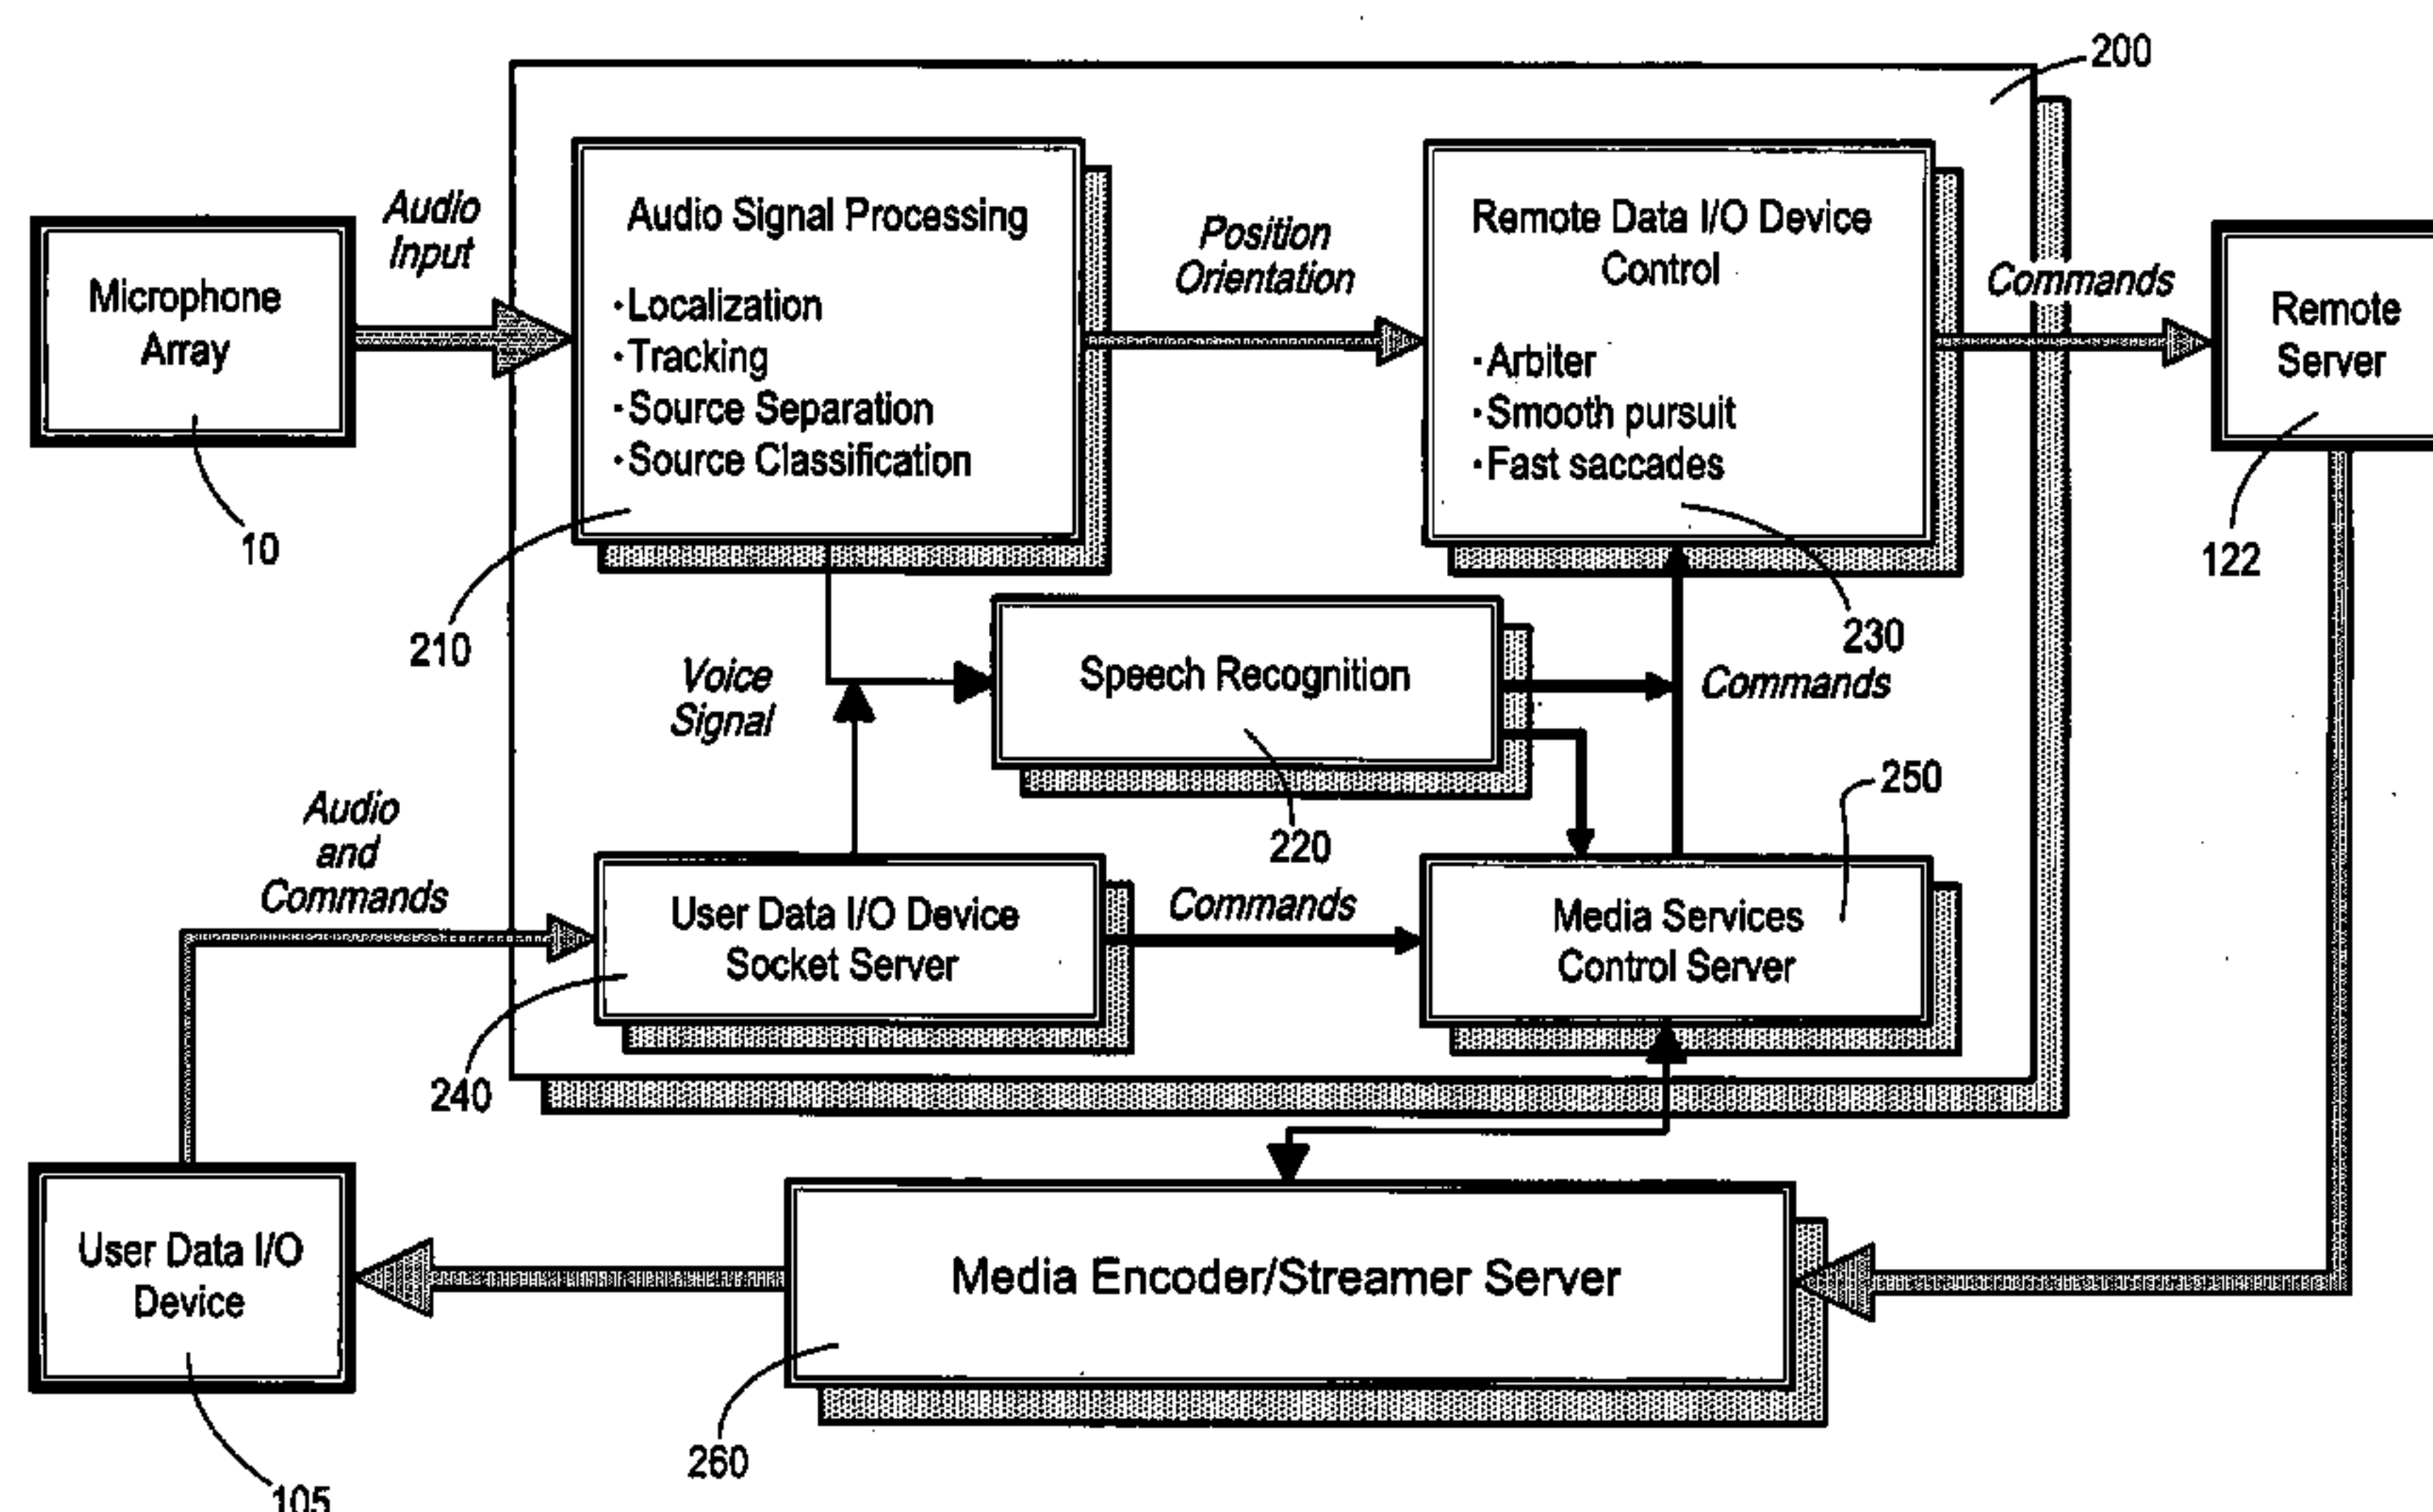 200
Audio
Input
Microphone
Array
10
Audio Signal Processing
·Localization
·Tracking
·Source Separation
·Source Classification
210
Position
Orientation
Remote Data I/O Device
Control
·Arbiter
·Smooth pursuit
·Fast saccades
230
Commands
Remote
Server
122
Voice
Signal
Speech Recognition
220
Commands
250
Audio
and
Commands
User Data I/O Device
Socket Server
240
Commands
Media Services
Control Server
User Data I/O
Device
105
Media Encoder/Streamer Server
260